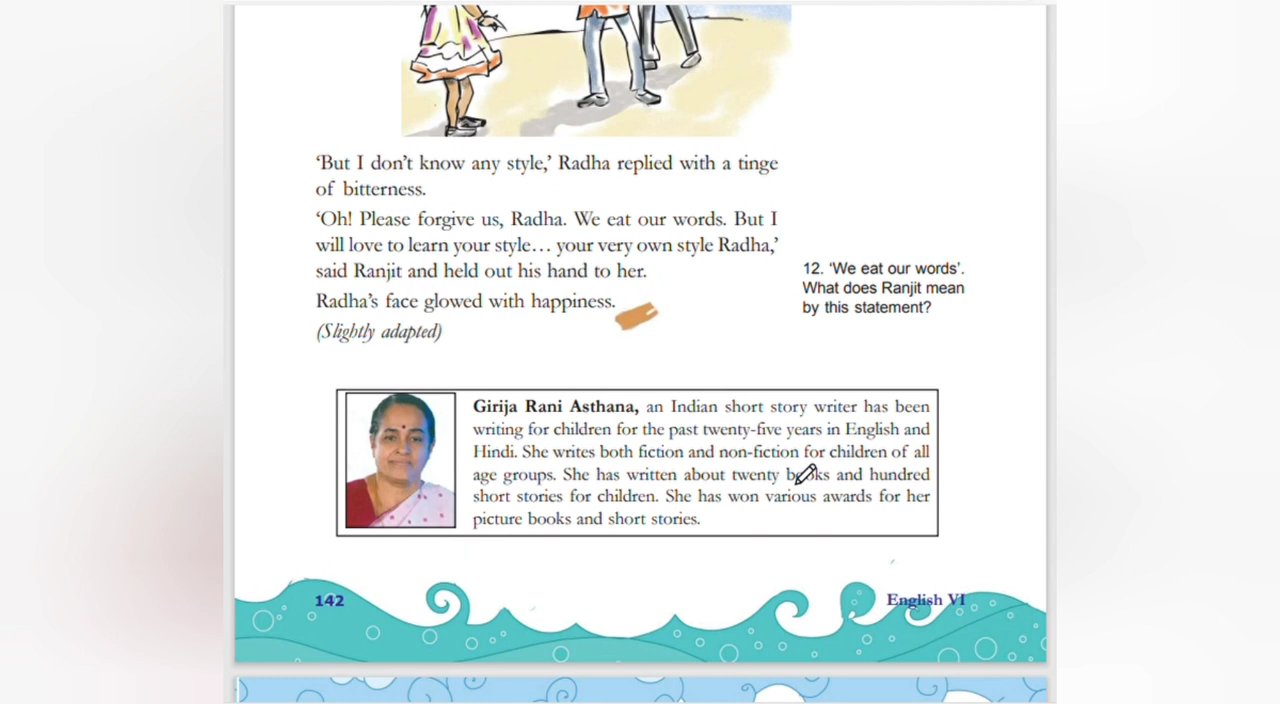 ‘But I don’t know any style,’ Radha replied with a tinge
of bitterness.
‘Oh! Please forgive us, Radha. We eat our words. But I
will love to learn your style… your very own style Radha,’
said Ranjit and held out his hand to her.
Radha’s face glowed with happiness.
(Slightly adapted)
12. ‘We eat our words’.
What does Ranjit mean
by this statement?
Girija Rani Asthana, an Indian short story writer has been
writing for children for the past twenty-five years in English and
Hindi. She writes both fiction and non-fiction for children of all
age groups. She has written about twenty books and hundred
short stories for children. She has won various awards for her
picture books and short stories.
142
English VI